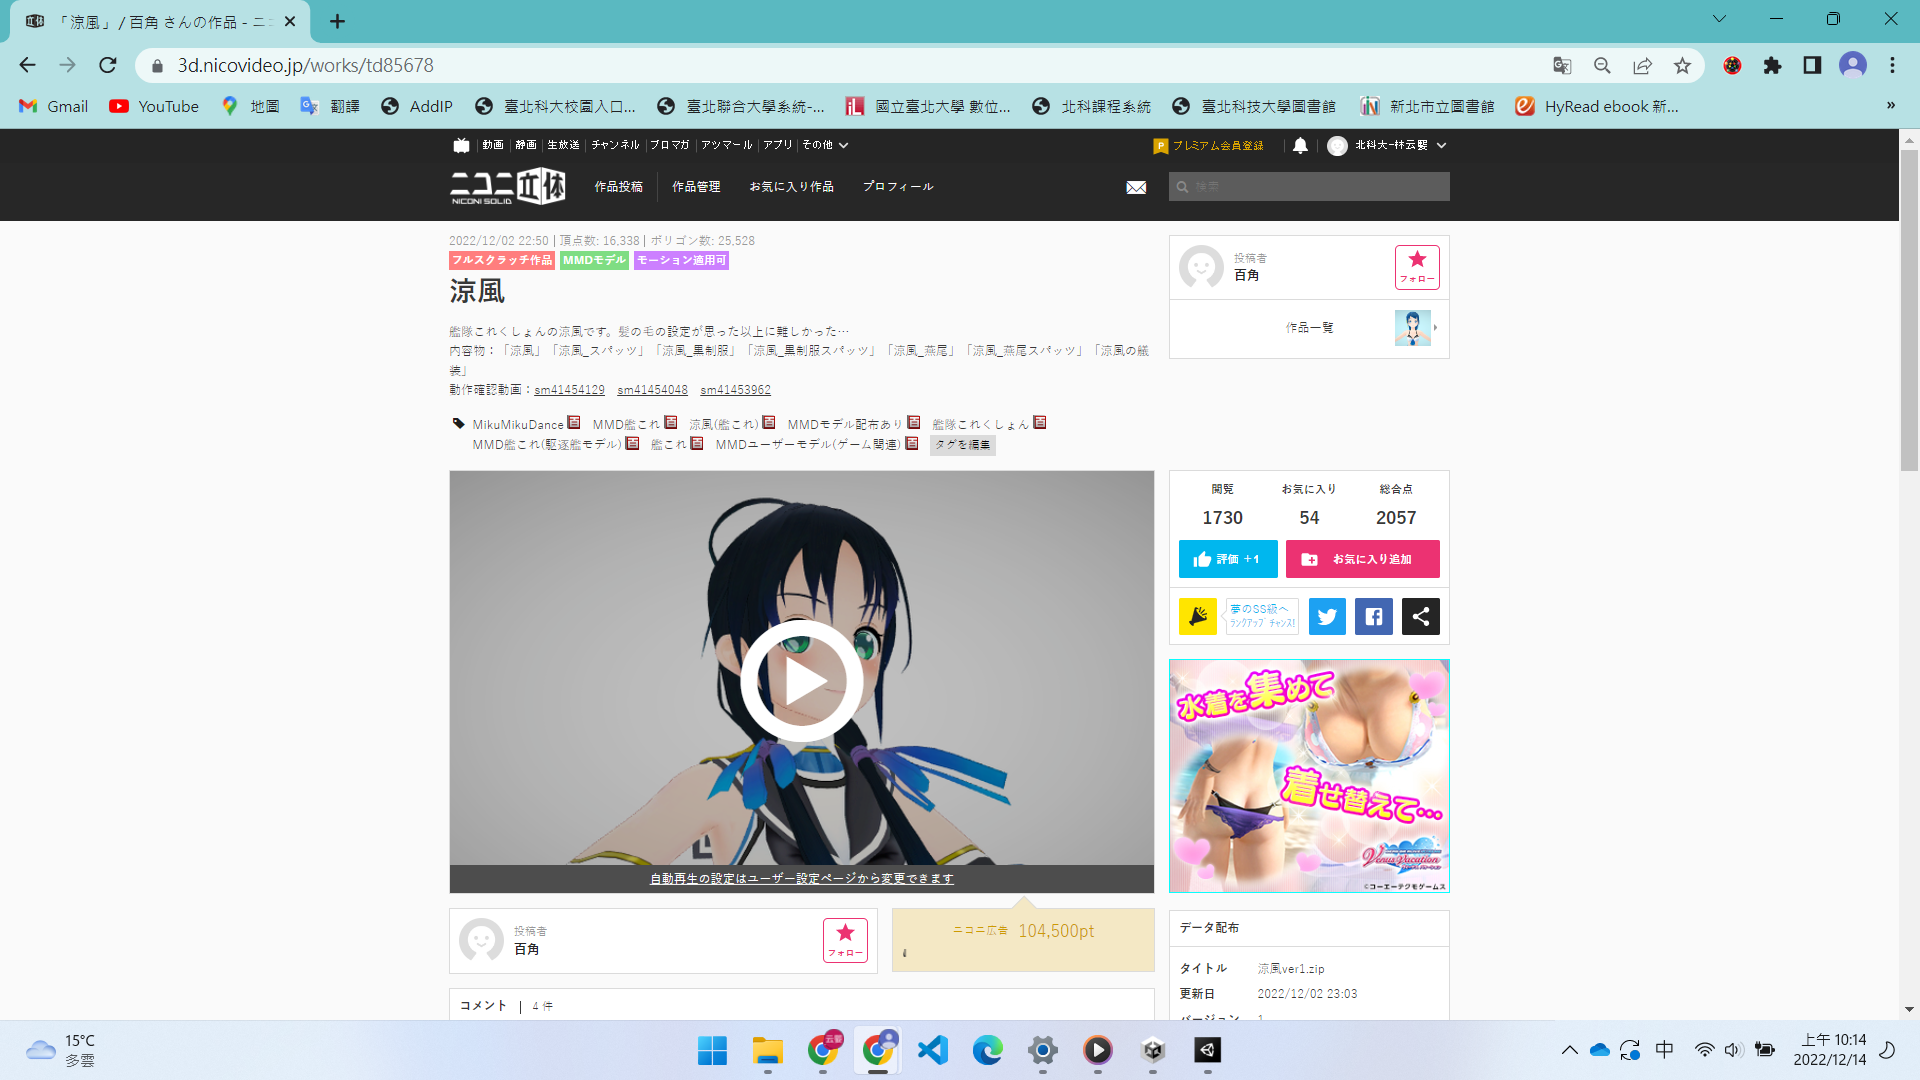 「涼風」 / 百角 さんの作品 - ニコ
3d.nicovideo.jp/works/td85678
Gmail YouTube 地圖 翻譯 AddIP 臺北科大校園入口... 臺北聯合大學系統-... 國立臺北大學 數位... 北科課程系統 臺北科技大學圖書館 新北市立圖書館 HyRead ebook 新... »
動画 静画 生放送 チャンネル ブロマガ アツマール アプリ その他 プレミアム会員登録 北科大-林云嬰
ニコニ立体 NICONI SOLID 作品投稿 作品管理 お気に入り作品 プロフィール 検索
2022/12/02 22:50 | 頂点数: 16,338 | ポリゴン数: 25,528
フルスクラッチ作品 MMDモデル モーション適用可
涼風
艦隊これくしょんの涼風です。髪の毛の設定が思った以上に難しかった…
内容物：「涼風」「涼風_スパッツ」「涼風_黒制服」「涼風_黒制服スパッツ」「涼風_燕尾」「涼風_燕尾スパッツ」「涼風の艤
装」
動作確認動画：sm41454129 sm41454048 sm41453962
MikuMikuDance MMD艦これ 涼風(艦これ) MMDモデル配布あり 艦隊これくしょん
MMD艦これ(駆逐艦モデル) 艦これ MMDユーザーモデル(ゲーム関連) タグを編集
自動再生の設定はユーザー設定ページから変更できます
投稿者
百角
フォロー
ニコニ広告 104,500pt
コメント | 4 件
投稿者
百角
フォロー
作品一覧
閲覧 お気に入り 総合点
1730 54 2057
評価 +1 お気に入り追加
夢のSS級へ
ランクアップチャンス!
水着を集めて
着せ替えて…
Venus Vacation
©コーエーテクモゲームス
データ配布
タイトル 涼風ver1.zip
更新日 2022/12/02 23:03
バージョン 1
15°C
多雲
中
上午 10:14
2022/12/14